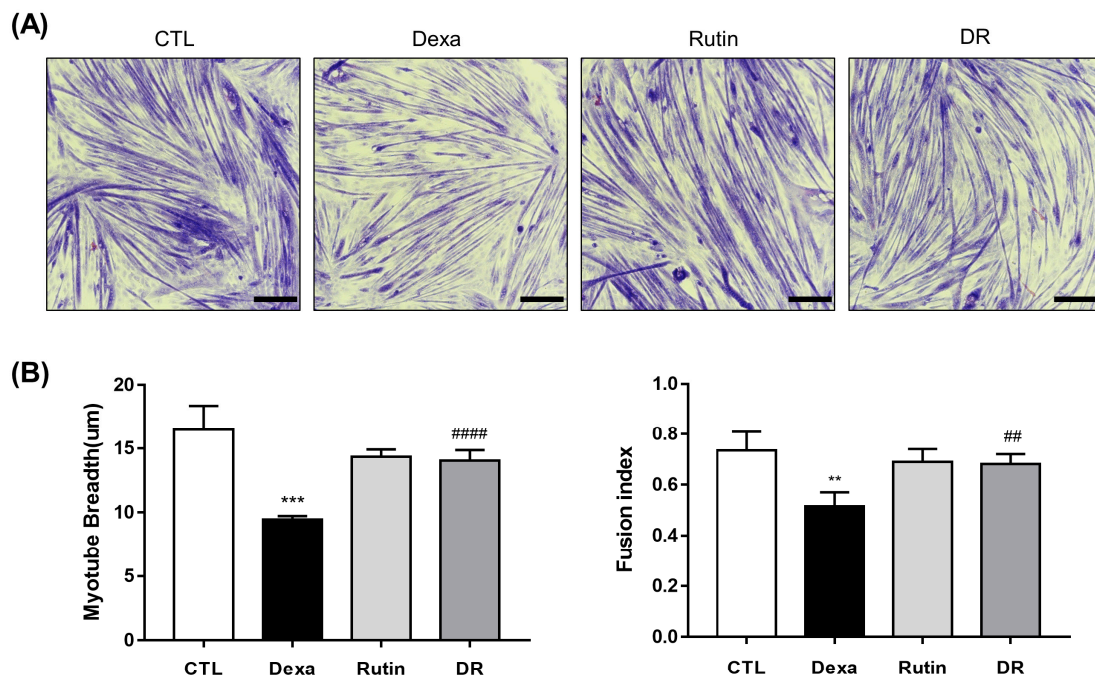 (A)
CTL Dexa Rutin DR
(B)
Myotube Breadth(um)
20
15
10
5
0
***
####
CTL Dexa Rutin DR
Fusion index
1.0
0.8
0.6
0.4
0.2
0.0
**
##
CTL Dexa Rutin DR